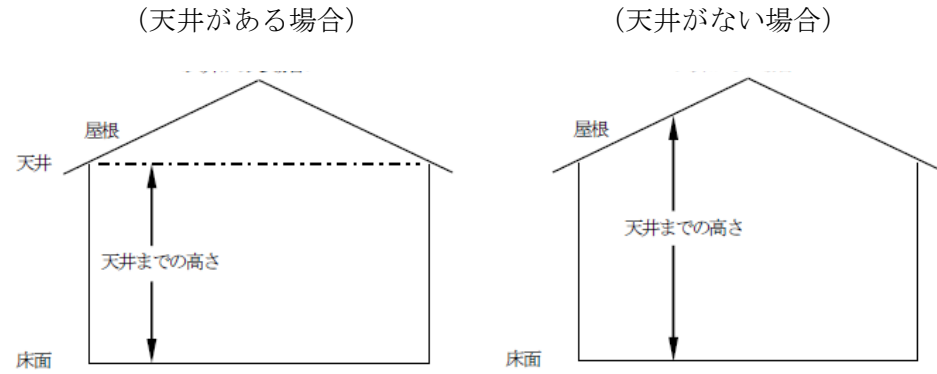 （天井がある場合）
（天井がない場合）
屋根
天井
天井までの高さ
床面
屋根
天井までの高さ
床面